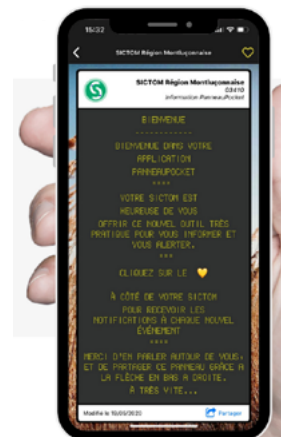 15:32
SICTOM Région Montluçonnaise
SICTOM Région Montluçonnaise
03410
Information PanneauPocket
BIENVENUE
------------
BIENVENUE DANS VOTRE
APPLICATION
PANNEAUPOCKET
****
VOTRE SICTOM EST
HEUREUSE DE VOUS
OFFRIR CE NOUVEL OUTIL TRÈS
PRATIQUE POUR VOUS INFORMER ET
VOUS ALERTER.
***
CLIQUEZ SUR LE 💛
À CÔTÉ DE VOTRE SICTOM
POUR RECEVOIR LES
NOTIFICATIONS À CHAQUE NOUVEL
ÉVÉNEMENT
****
MERCI D'EN PARLER AUTOUR DE VOUS,
ET DE PARTAGER CE PANNEAU GRÂCE A
LA FLÈCHE EN BAS A DROITE.
À TRÈS VITE...
Modifié le 15/05/2020
Partager